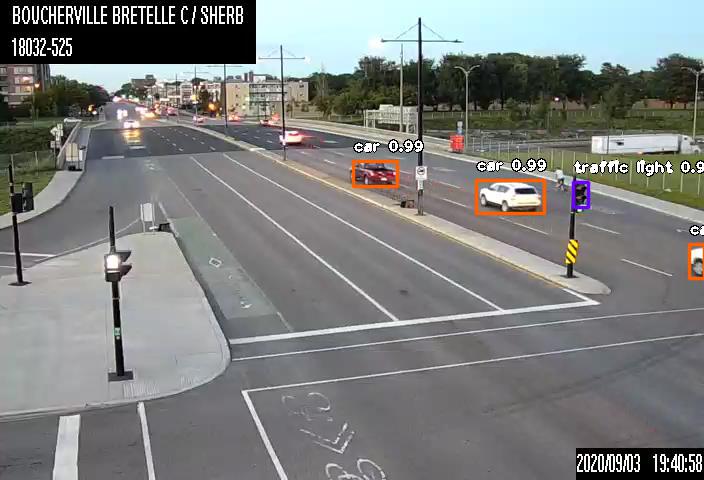 BOUCHERVILLE BRETELLE C / SHERB
18032-525
car 0.99
car 0.99
traffic light 0.9
ca
2020/09/03 19:40:58